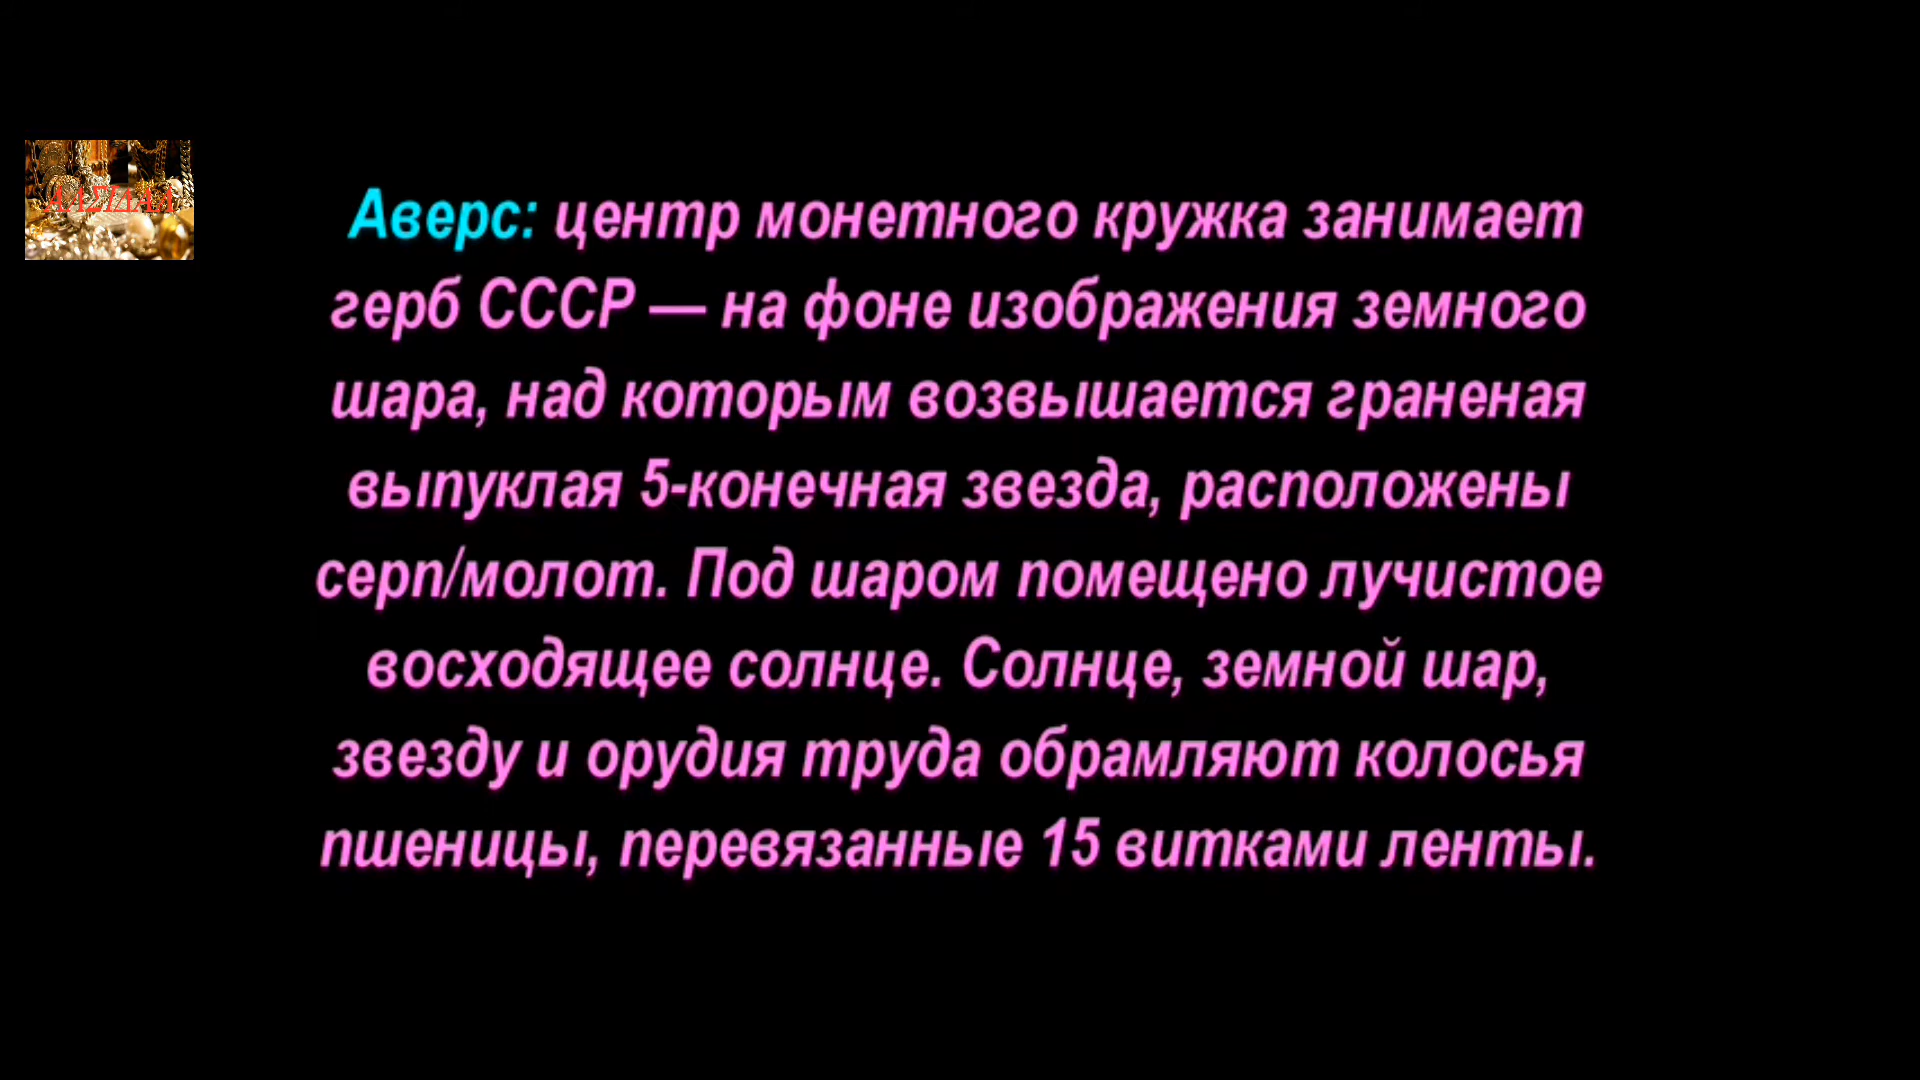 Аверс: центр монетного кружка занимает
герб СССР — на фоне изображения земного
шара, над которым возвышается граненая
выпуклая 5-конечная звезда, расположены
серп/молот. Под шаром помещено лучистое
восходящее солнце. Солнце, земной шар,
звезду и орудия труда обрамляют колосья
пшеницы, перевязанные 15 витками ленты.